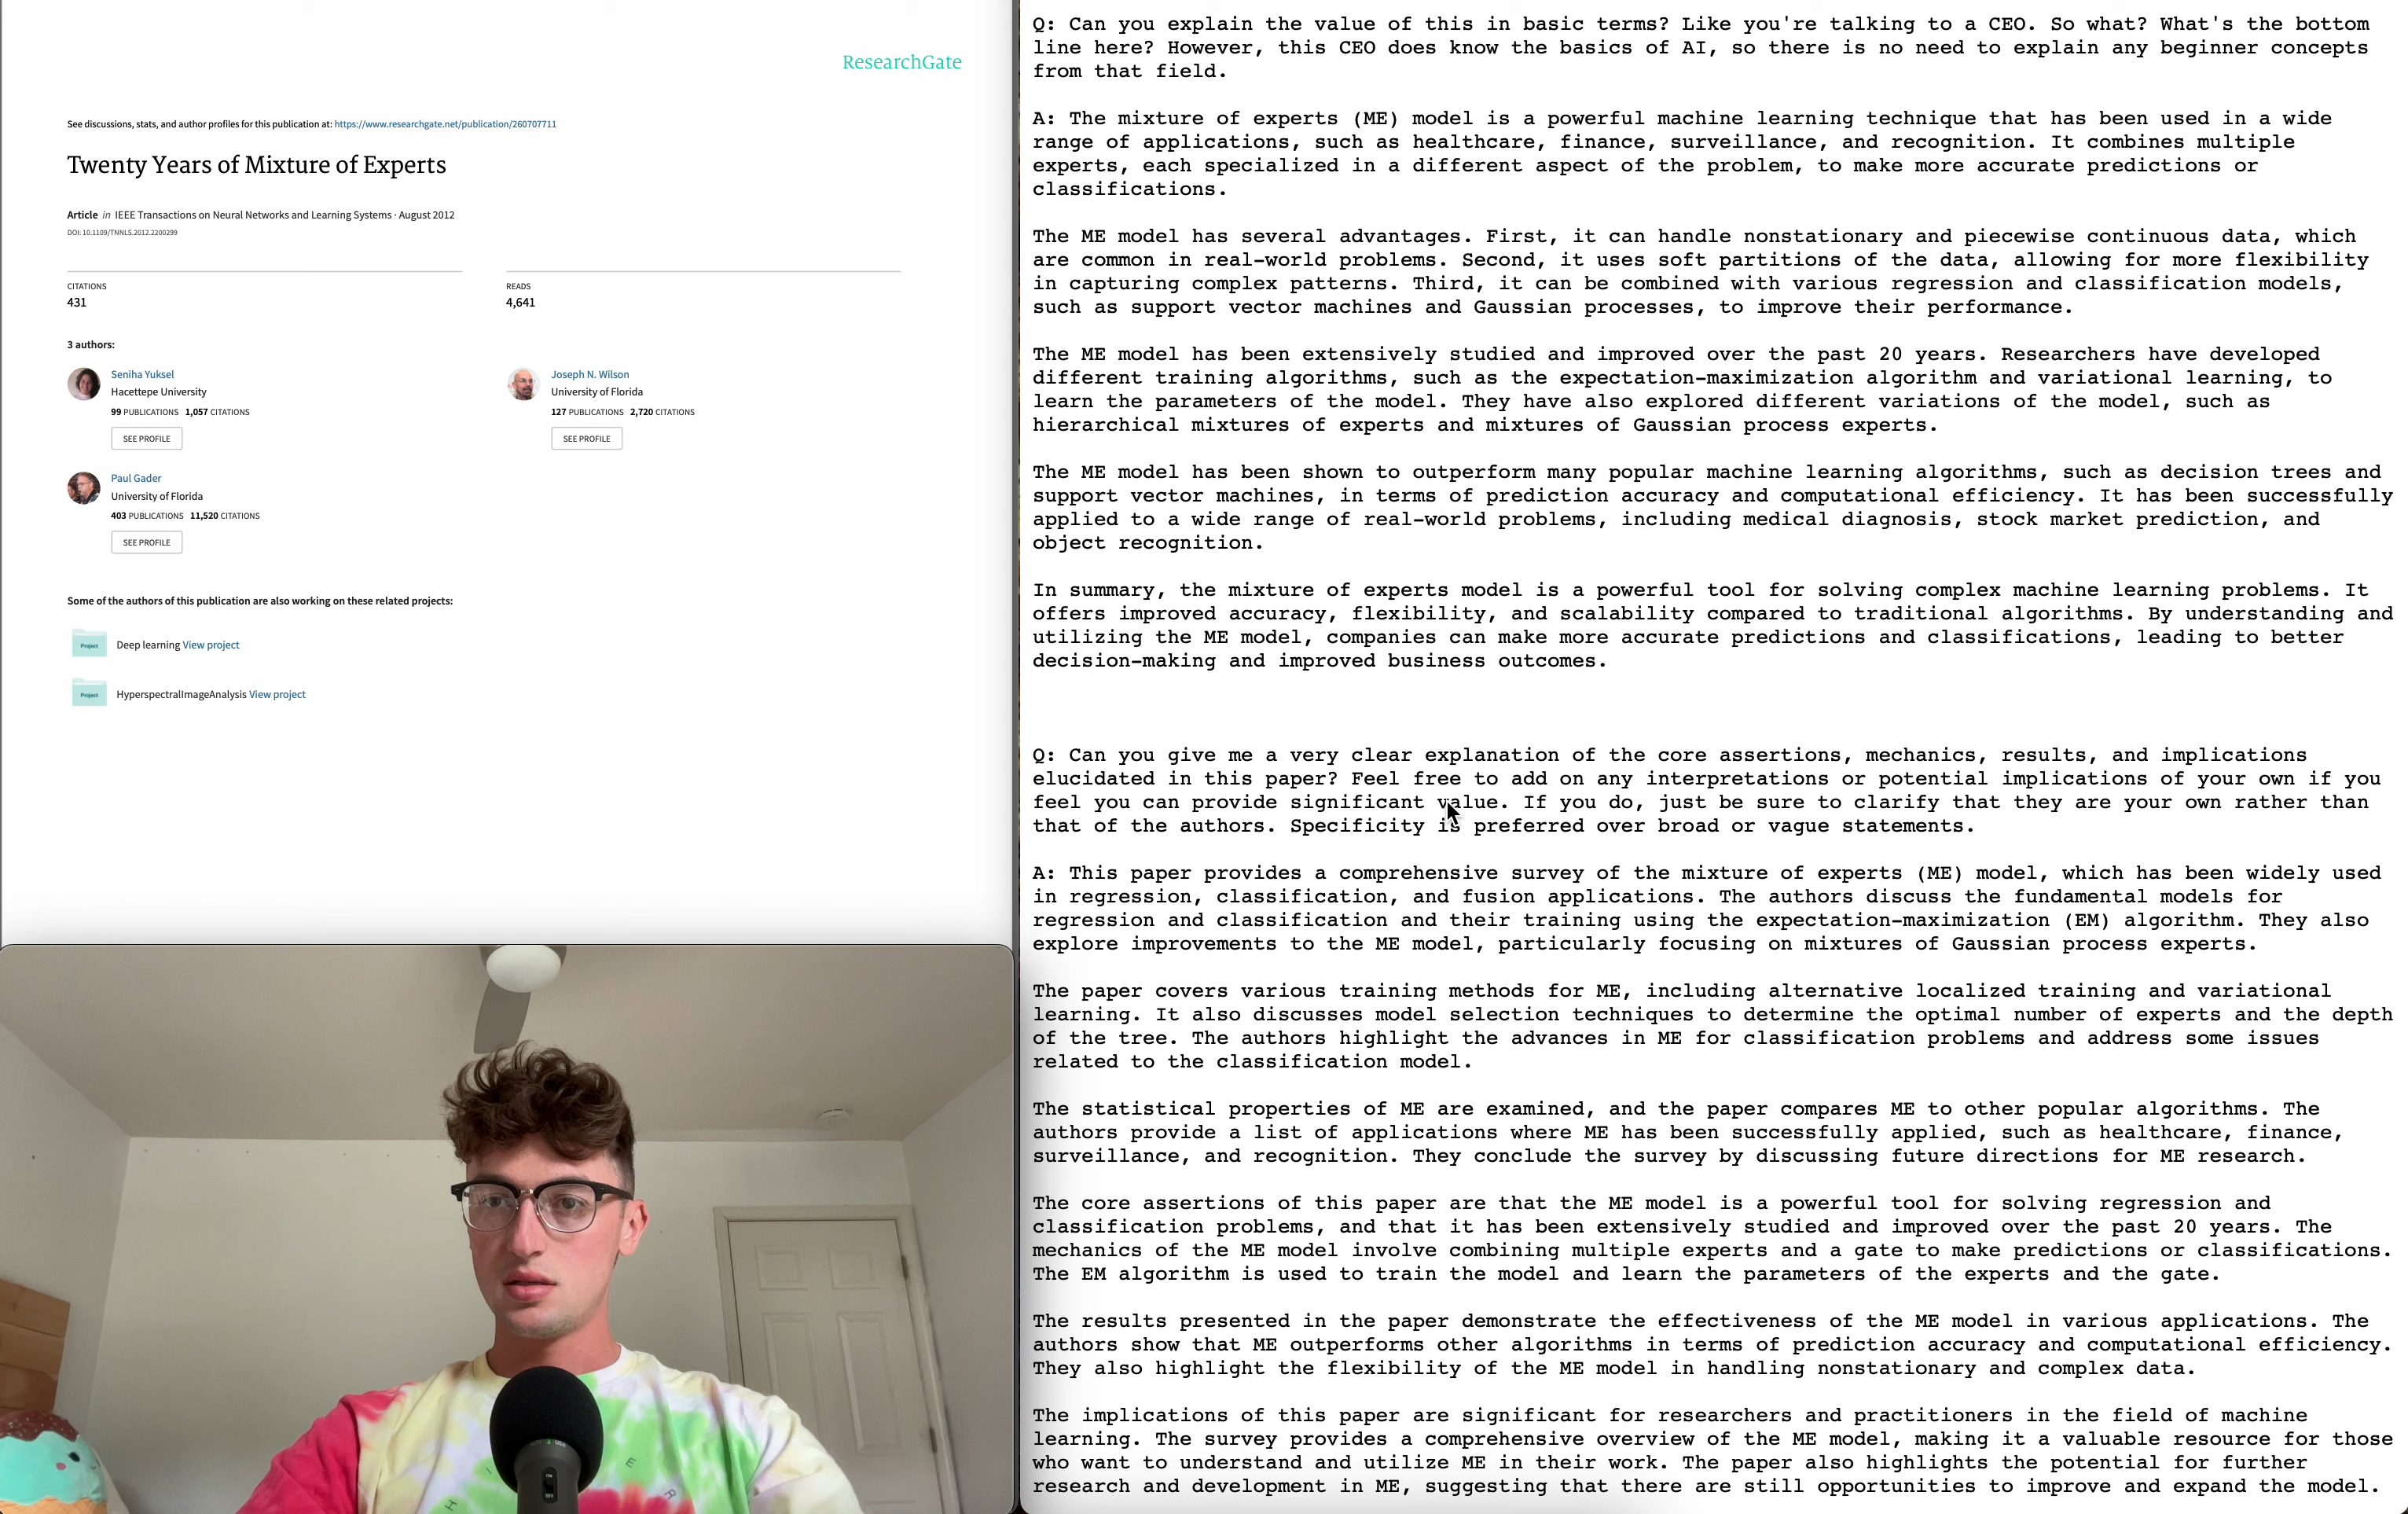 ResearchGate
See discussions, stats, and author profiles for this publication at: https://www.researchgate.net/publication/260707711
Twenty Years of Mixture of Experts
Article in IEEE Transactions on Neural Networks and Learning Systems · August 2012
DOI: 10.1109/TNNLS.2012.2200299
CITATIONS
431
READS
4,641
3 authors:
Seniha Yuksel
Hacettepe University
99 PUBLICATIONS 1,057 CITATIONS
SEE PROFILE
Joseph N. Wilson
University of Florida
127 PUBLICATIONS 2,720 CITATIONS
SEE PROFILE
Paul Gader
University of Florida
403 PUBLICATIONS 11,520 CITATIONS
SEE PROFILE
Some of the authors of this publication are also working on these related projects:
Project
Deep learning View project
Project
HyperspectralImageAnalysis View project
Q: Can you explain the value of this in basic terms? Like you're talking to a CEO. So what? What's the bottom
line here? However, this CEO does know the basics of AI, so there is no need to explain any beginner concepts
from that field.
A: The mixture of experts (ME) model is a powerful machine learning technique that has been used in a wide
range of applications, such as healthcare, finance, surveillance, and recognition. It combines multiple
experts, each specialized in a different aspect of the problem, to make more accurate predictions or
classifications.
The ME model has several advantages. First, it can handle nonstationary and piecewise continuous data, which
are common in real-world problems. Second, it uses soft partitions of the data, allowing for more flexibility
in capturing complex patterns. Third, it can be combined with various regression and classification models,
such as support vector machines and Gaussian processes, to improve their performance.
The ME model has been extensively studied and improved over the past 20 years. Researchers have developed
different training algorithms, such as the expectation-maximization algorithm and variational learning, to
learn the parameters of the model. They have also explored different variations of the model, such as
hierarchical mixtures of experts and mixtures of Gaussian process experts.
The ME model has been shown to outperform many popular machine learning algorithms, such as decision trees and
support vector machines, in terms of prediction accuracy and computational efficiency. It has been successfully
applied to a wide range of real-world problems, including medical diagnosis, stock market prediction, and
object recognition.
In summary, the mixture of experts model is a powerful tool for solving complex machine learning problems. It
offers improved accuracy, flexibility, and scalability compared to traditional algorithms. By understanding and
utilizing the ME model, companies can make more accurate predictions and classifications, leading to better
decision-making and improved business outcomes.
Q: Can you give me a very clear explanation of the core assertions, mechanics, results, and implications
elucidated in this paper? Feel free to add on any interpretations or potential implications of your own if you
feel you can provide significant value. If you do, just be sure to clarify that they are your own rather than
that of the authors. Specificity is preferred over broad or vague statements.
A: This paper provides a comprehensive survey of the mixture of experts (ME) model, which has been widely used
in regression, classification, and fusion applications. The authors discuss the fundamental models for
regression and classification and their training using the expectation-maximization (EM) algorithm. They also
explore improvements to the ME model, particularly focusing on mixtures of Gaussian process experts.
The paper covers various training methods for ME, including alternative localized training and variational
learning. It also discusses model selection techniques to determine the optimal number of experts and the depth
of the tree. The authors highlight the advances in ME for classification problems and address some issues
related to the classification model.
The statistical properties of ME are examined, and the paper compares ME to other popular algorithms. The
authors provide a list of applications where ME has been successfully applied, such as healthcare, finance,
surveillance, and recognition. They conclude the survey by discussing future directions for ME research.
The core assertions of this paper are that the ME model is a powerful tool for solving regression and
classification problems, and that it has been extensively studied and improved over the past 20 years. The
mechanics of the ME model involve combining multiple experts and a gate to make predictions or classifications.
The EM algorithm is used to train the model and learn the parameters of the experts and the gate.
The results presented in the paper demonstrate the effectiveness of the ME model in various applications. The
authors show that ME outperforms other algorithms in terms of prediction accuracy and computational efficiency.
They also highlight the flexibility of the ME model in handling nonstationary and complex data.
The implications of this paper are significant for researchers and practitioners in the field of machine
learning. The survey provides a comprehensive overview of the ME model, making it a valuable resource for those
who want to understand and utilize ME in their work. The paper also highlights the potential for further
research and development in ME, suggesting that there are still opportunities to improve and expand the model.